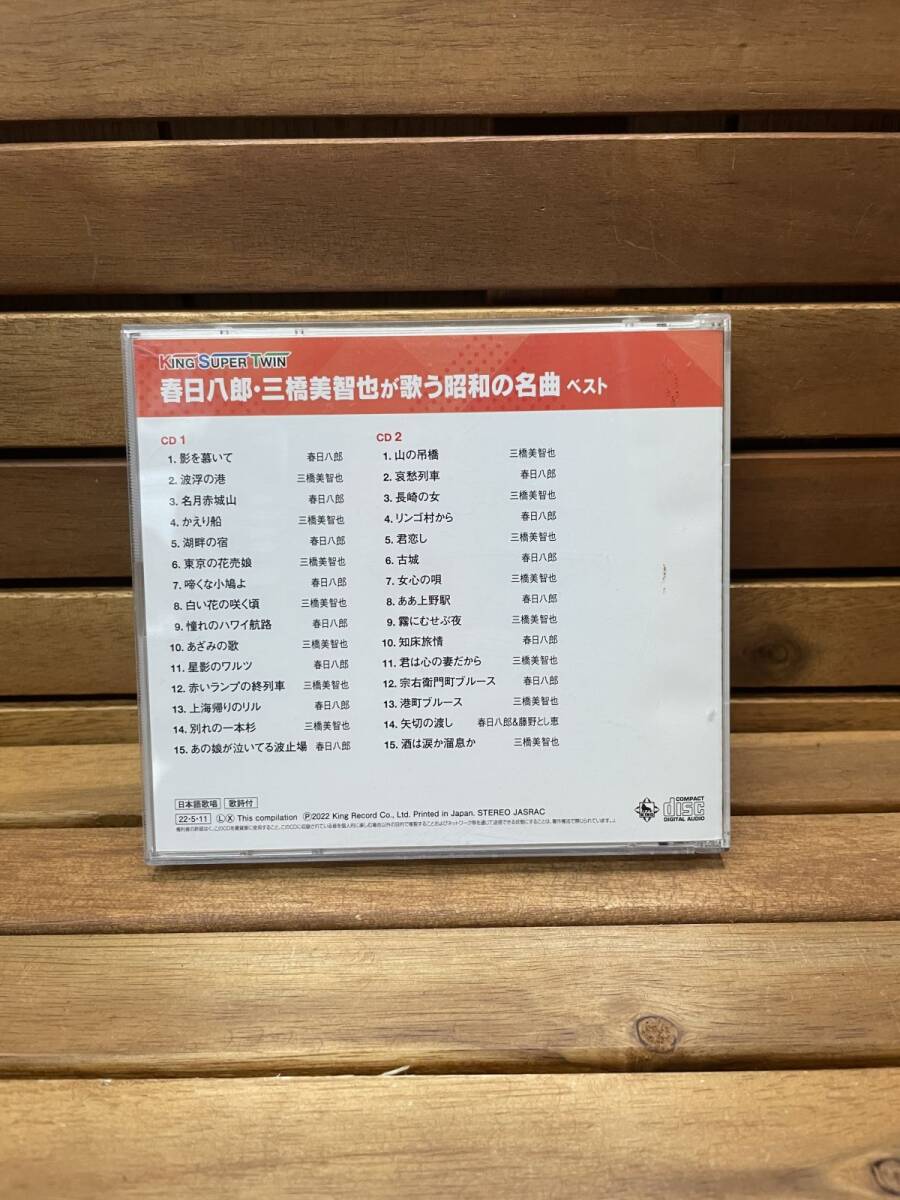 KING SUPER TWIN
春日八郎・三橋美智也が歌う昭和の名曲 ベスト
CD 1
1. 影を慕いて 春日八郎
2. 波浮の港 三橋美智也
3. 名月赤城山 春日八郎
4. かえり船 三橋美智也
5. 湖畔の宿 春日八郎
6. 東京の花売娘 三橋美智也
7. 啼くな小鳩よ 春日八郎
8. 白い花の咲く頃 三橋美智也
9. 憧れのハワイ航路 春日八郎
10. あざみの歌 三橋美智也
11. 星影のワルツ 春日八郎
12. 赤いランプの終列車 三橋美智也
13. 上海帰りのリル 春日八郎
14. 別れの一本杉 三橋美智也
15. あの娘が泣いてる波止場 春日八郎
CD 2
1. 山の吊橋 三橋美智也
2. 哀愁列車 春日八郎
3. 長崎の女 三橋美智也
4. リンゴ村から 春日八郎
5. 君恋し 三橋美智也
6. 古城 春日八郎
7. 女心の唄 三橋美智也
8. ああ上野駅 春日八郎
9. 霧にむせぶ夜 三橋美智也
10. 知床旅情 春日八郎
11. 君は心の妻だから 三橋美智也
12. 宗右衛門町ブルース 春日八郎
13. 港町ブルース 三橋美智也
14. 矢切の渡し 春日八郎&藤野とし恵
15. 酒は涙か溜息か 三橋美智也
日本語歌唱 歌詩付
22・5・11 Ⓛ Ⓧ This compilation Ⓟ2022 King Record Co., Ltd. Printed in Japan. STEREO JASRAC
KING
COMPACT
disc
DIGITAL AUDIO